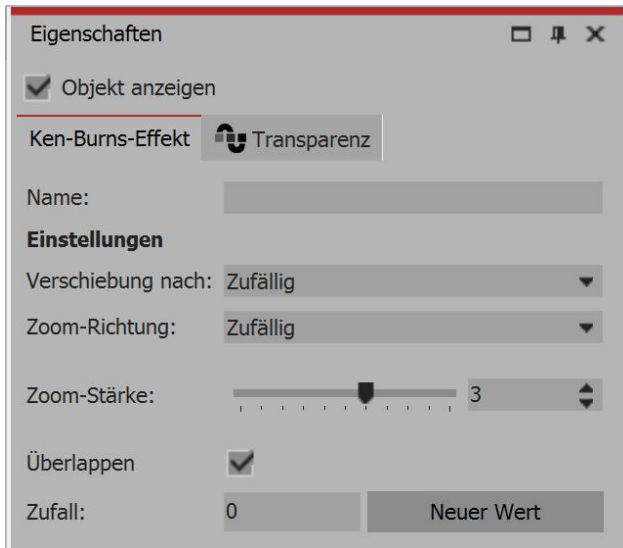 Eigenschaften
Objekt anzeigen
Ken-Burns-Effekt Transparenz
Name:
Einstellungen
Verschiebung nach: Zufällig
Zoom-Richtung: Zufällig
Zoom-Stärke: 3
Überlappen
Zufall: 0 Neuer Wert